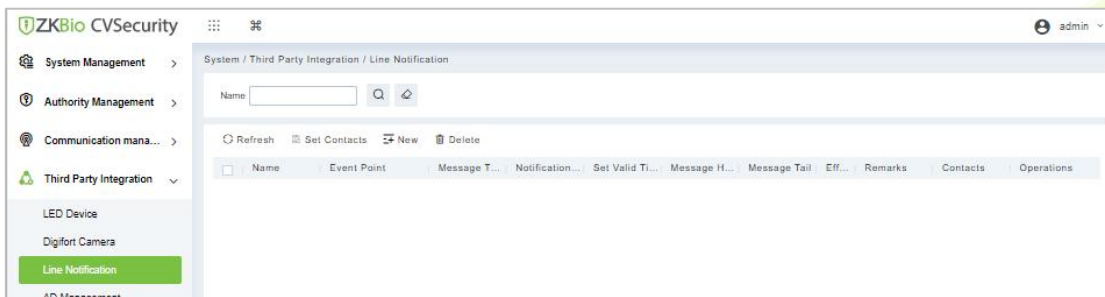 ZKBio CVSecurity
admin
System Management
Authority Management
Communication mana...
Third Party Integration
LED Device
Digifort Camera
Line Notification
AD Management
System / Third Party Integration / Line Notification
Name
Refresh Set Contacts New Delete
Name Event Point Message T... Notification... Set Valid Ti... Message H... Message Tail Eff... Remarks Contacts Operations